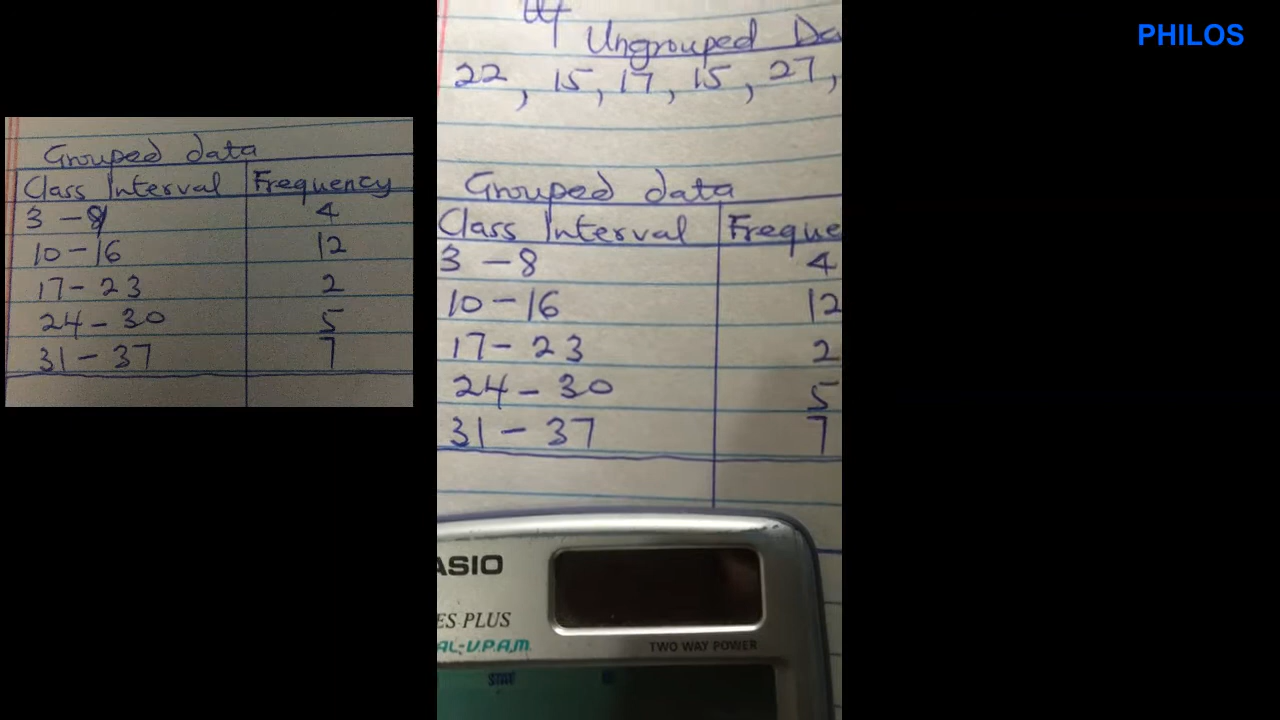 PHILOS
Grouped data
Class Interval Frequency
3 - 8
4
10 - 16 12
17 - 23 2
24 - 30 5
31 - 37 7
Ungrouped Da
22, 15, 17, 15, 27,
Grouped data
Class Interval Freque
3 - 8 4
10 - 16 12
17 - 23 2
24 - 30 5
31 - 37 7
ASIO
ES PLUS
AL-V.P.A.M.
TWO WAY POWER
STAT